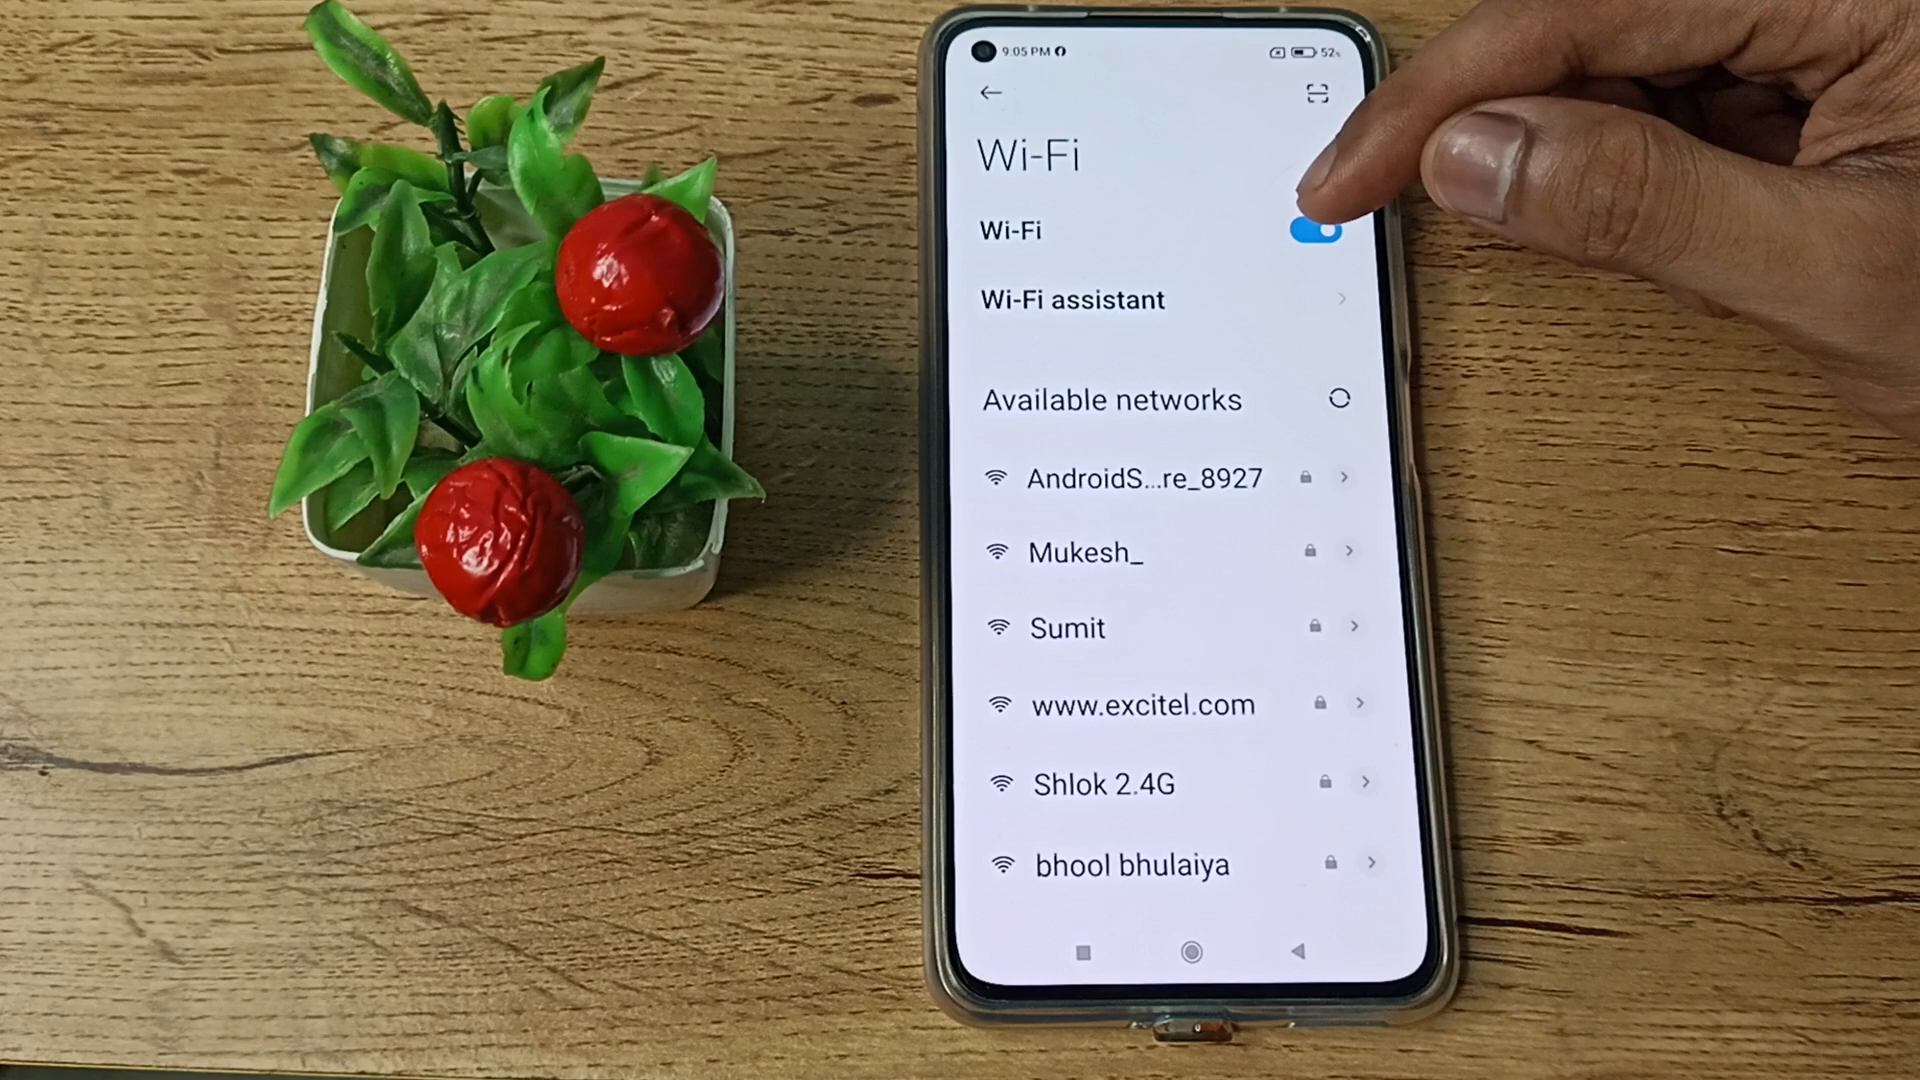 9:05 PM 52%
Wi-Fi
Wi-Fi
Wi-Fi assistant
Available networks
AndroidS...re_8927
Mukesh_
Sumit
www.excitel.com
Shlok 2.4G
bhool bhulaiya